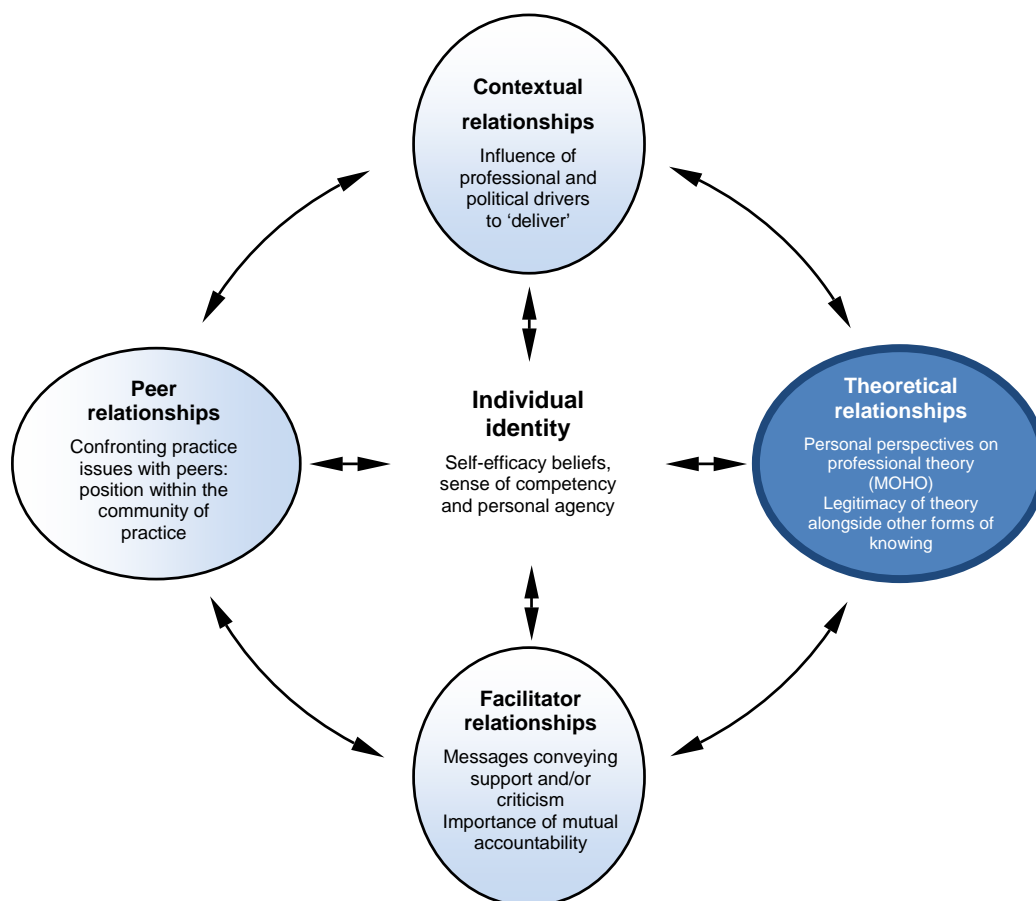 Contextual
relationships
Influence of
professional and
political drivers
to ‘deliver’
Peer
relationships
Confronting practice
issues with peers:
position within the
community of
practice
Individual
identity
Self-efficacy beliefs,
sense of competency
and personal agency
Theoretical
relationships
Personal perspectives on
professional theory
(MOHO)
Legitimacy of theory
alongside other forms of
knowing
Facilitator
relationships
Messages conveying
support and/or
criticism
Importance of mutual
accountability